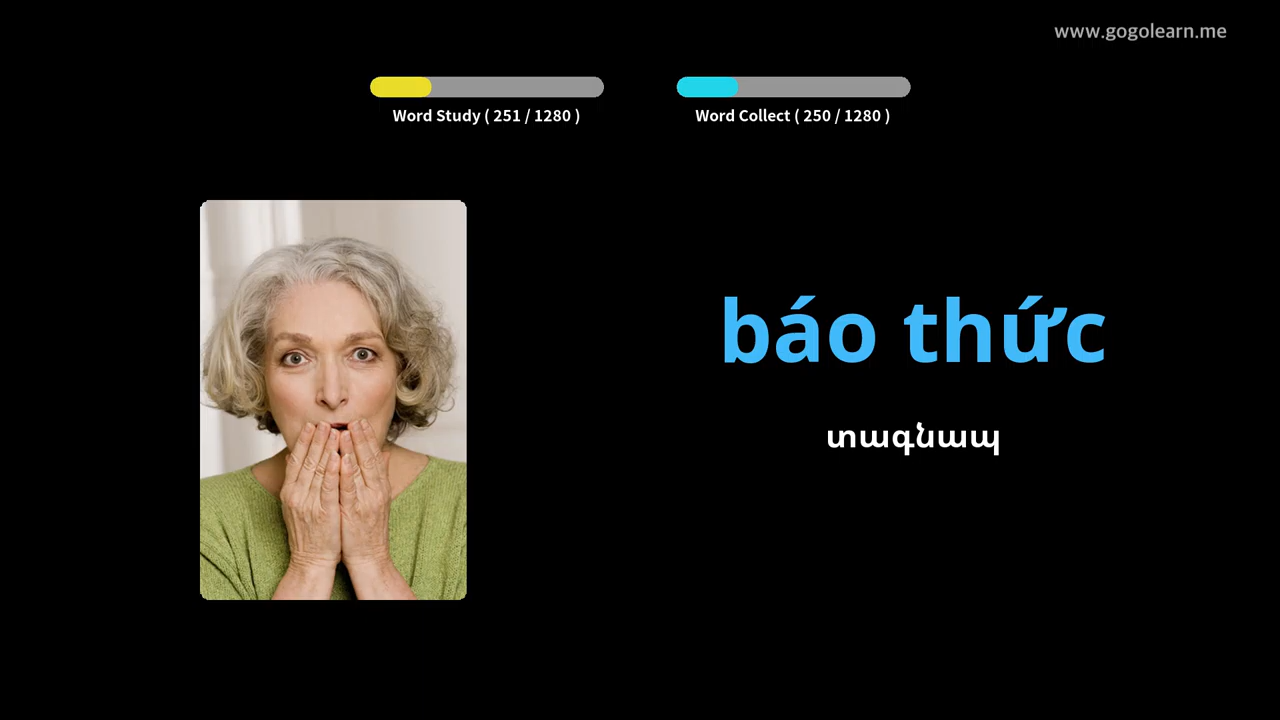 www.gogolearn.me
Word Study ( 251 / 1280 )
Word Collect ( 250 / 1280 )
báo thức
տագնապ